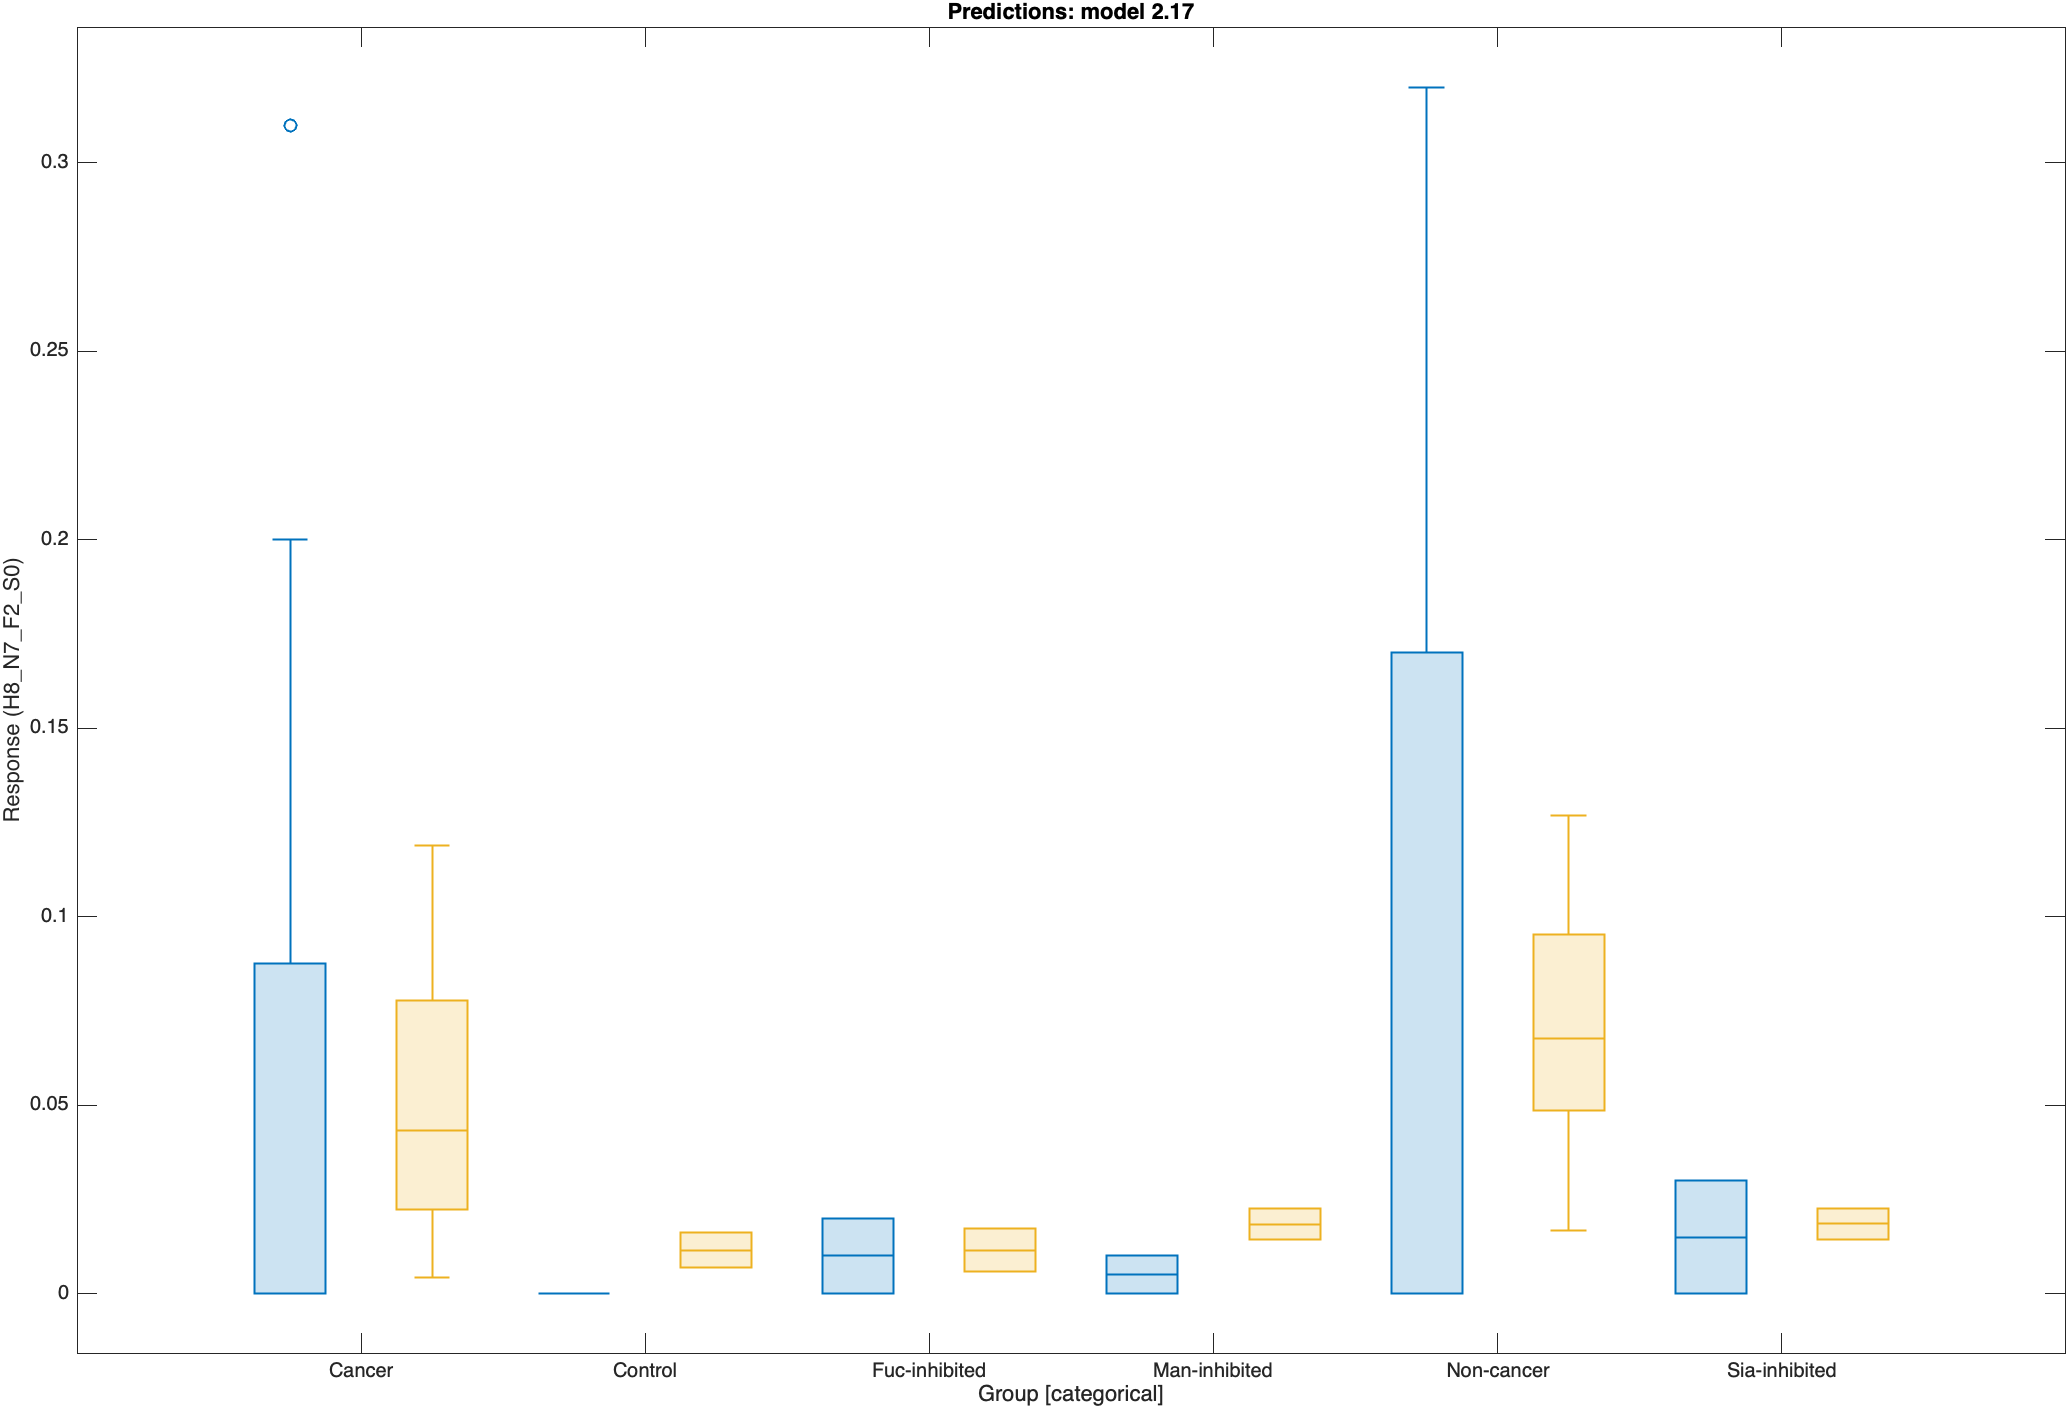 Predictions: model 2.17
Response (H8_N7_F2_S0)
0.3
0.25
0.2
0.15
0.1
0.05
0
Cancer Control Fuc-inhibited Man-inhibited Non-cancer Sia-inhibited
Group [categorical]